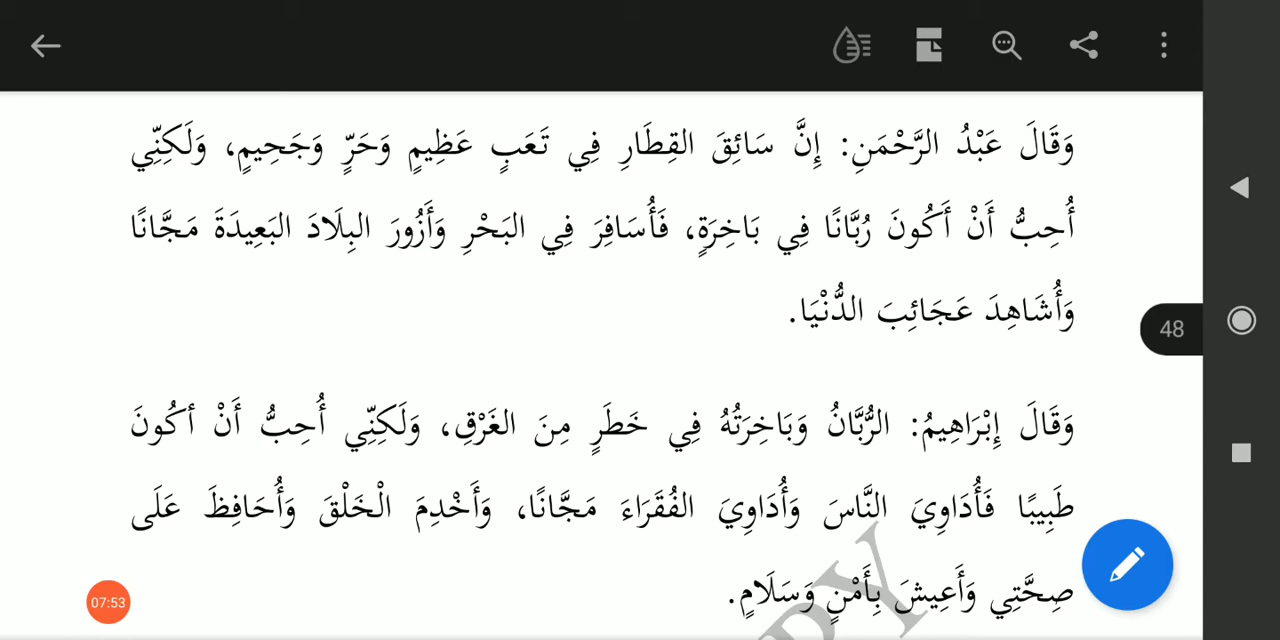 وَقَالَ عَبْدُ الرَّحْمَنِ: إِنَّ سَائِقَ القِطَارِ فِي تَعَبٍ عَظِيمٍ وَحَرٍّ وَجَحِيمٍ، وَلَكِنِّي
أُحِبُّ أَنْ أَكُونَ رُبَّانًا فِي بَاخِرَةٍ، فَأُسَافِرَ فِي البَحْرِ وَأَزُورَ البِلَادَ البَعِيدَةَ مَجَّانًا
وَأُشَاهِدَ عَجَائِبَ الدُّنْيَا.
48
وَقَالَ إِبْرَاهِيمُ: الرُّبَّانُ وَبَاخِرَتُهُ فِي خَطَرٍ مِنَ الغَرْقِ، وَلَكِنِّي أُحِبُّ أَنْ أكُونَ
طَبِيبًا فَأُدَاوِيَ النَّاسَ وَأُدَاوِيَ الفُقَرَاءَ مَجَّانًا، وَأَخْدِمَ الْخَلْقَ وَأُحَافِظَ عَلَى
صِحَّتِي وَأَعِيشَ بِأَمْنٍ وَسَلَامٍ.
07:53